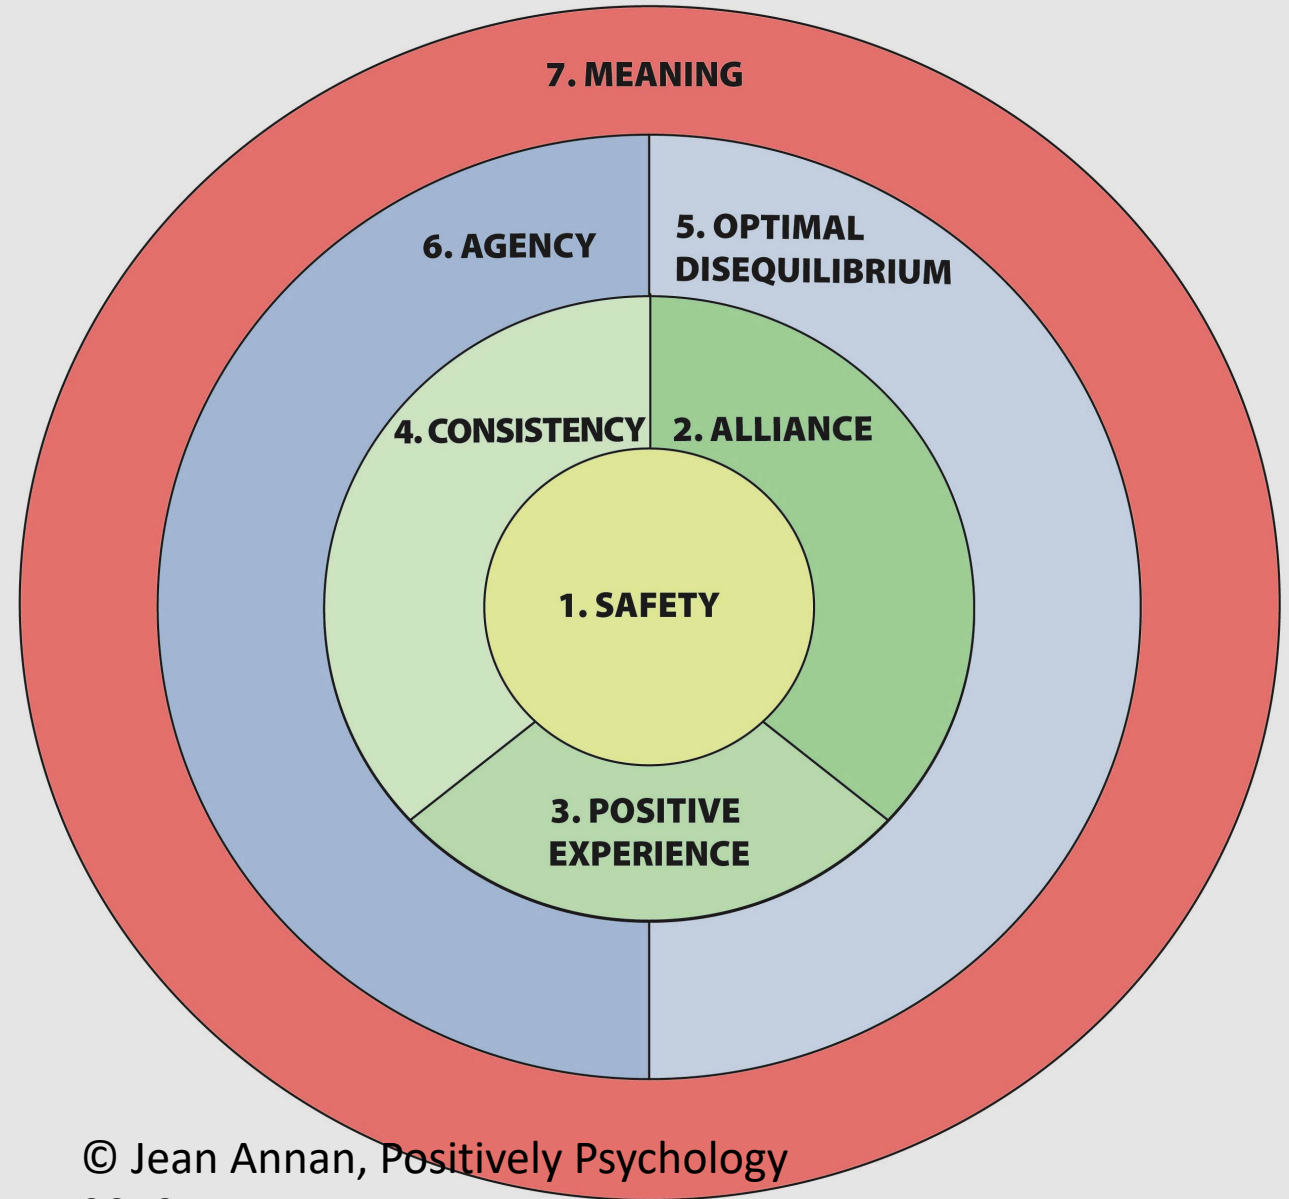 7. MEANING
6. AGENCY
5. OPTIMAL
DISEQUILIBRIUM
4. CONSISTENCY
2. ALLIANCE
1. SAFETY
3. POSITIVE
EXPERIENCE
© Jean Annan, Positively Psychology